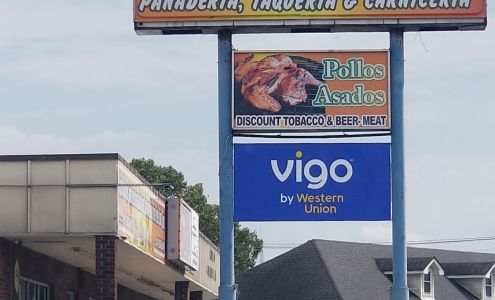 PANADERIA, TAQUERIA & CARNICERIA
Pollos
Asados
DISCOUNT TOBACCO & BEER- MEAT
vigo
by Western
Union